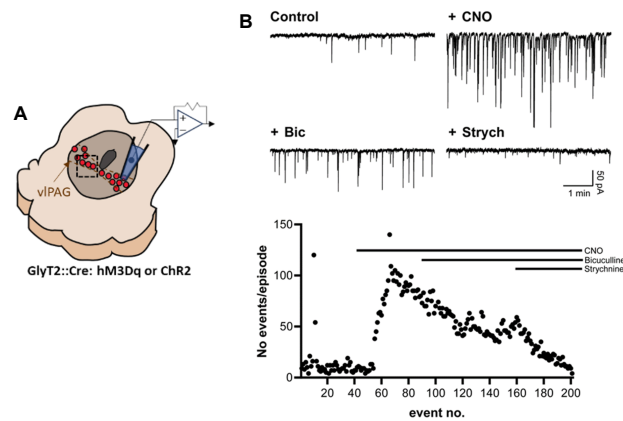 A
vlPAG
+
−
GlyT2::Cre: hM3Dq or ChR2
B
Control
+ CNO
+ Bic
+ Strych
50 pA
1 min
No events/episode
150
100
50
0
CNO
Bicuculline
Strychnine
20 40 60 80 100 120 140 160 180 200
event no.